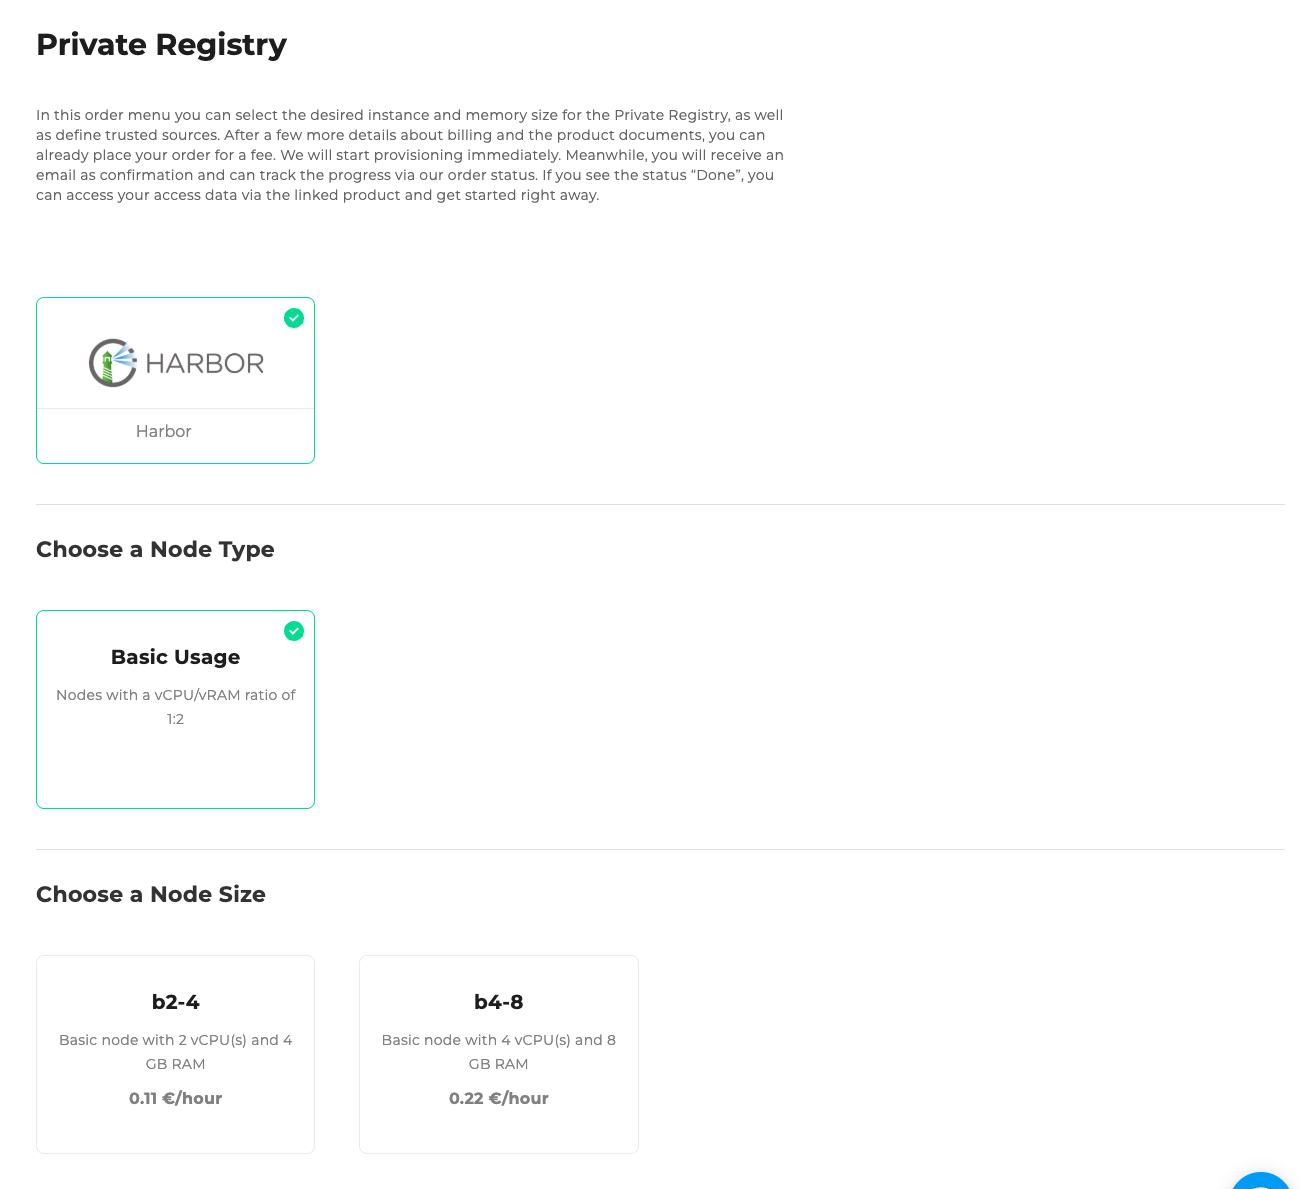 Private Registry
In this order menu you can select the desired instance and memory size for the Private Registry, as well
as define trusted sources. After a few more details about billing and the product documents, you can
already place your order for a fee. We will start provisioning immediately. Meanwhile, you will receive an
email as confirmation and can track the progress via our order status. If you see the status “Done”, you
can access your access data via the linked product and get started right away.
HARBOR
Harbor
Choose a Node Type
Basic Usage
Nodes with a vCPU/vRAM ratio of
1:2
Choose a Node Size
b2-4
Basic node with 2 vCPU(s) and 4
GB RAM
0.11 €/hour
b4-8
Basic node with 4 vCPU(s) and 8
GB RAM
0.22 €/hour